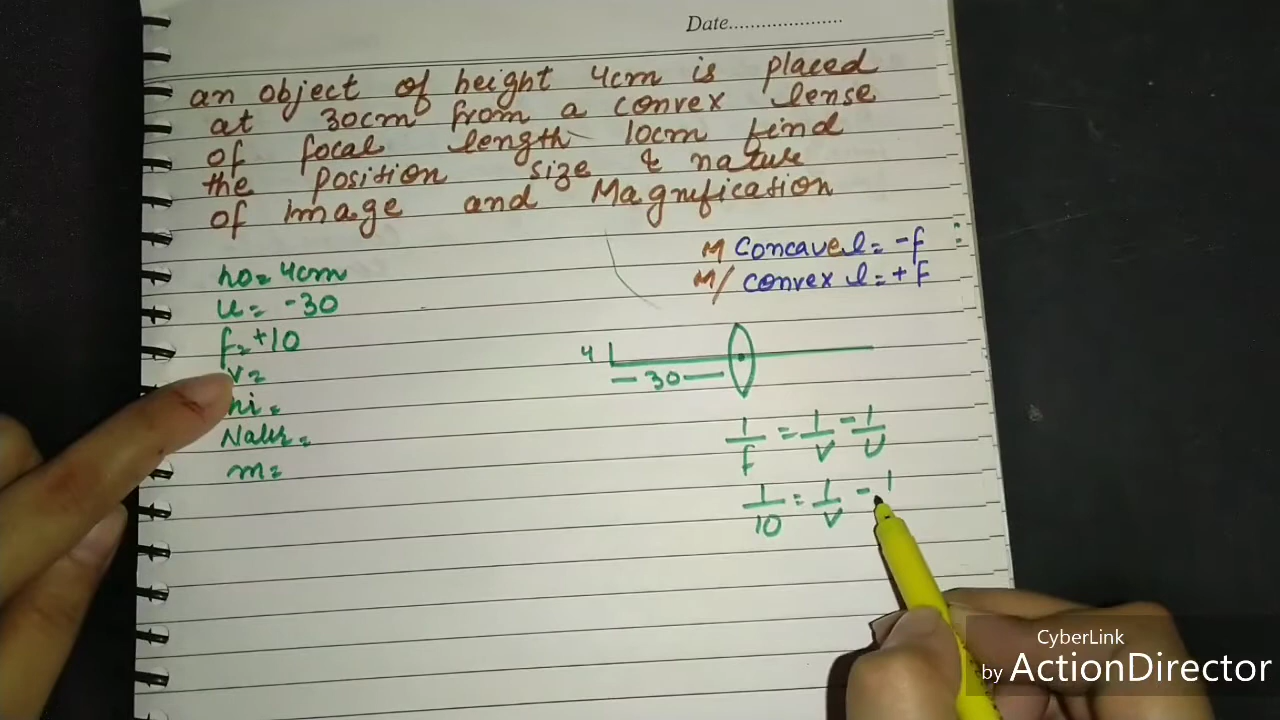 Date.....................
an object of height 4cm is placed
at 30cm from a convex lense
of focal length 10cm find
the position size & nature
of image and Magnification
M Concave l = -f
M/ convex l = + F
ho = 4cm
u = -30
f = +10
v =
hi =
m =
4
30
1/f = 1/v - 1/u
1/10 = 1/v - 1
CyberLink
by ActionDirector